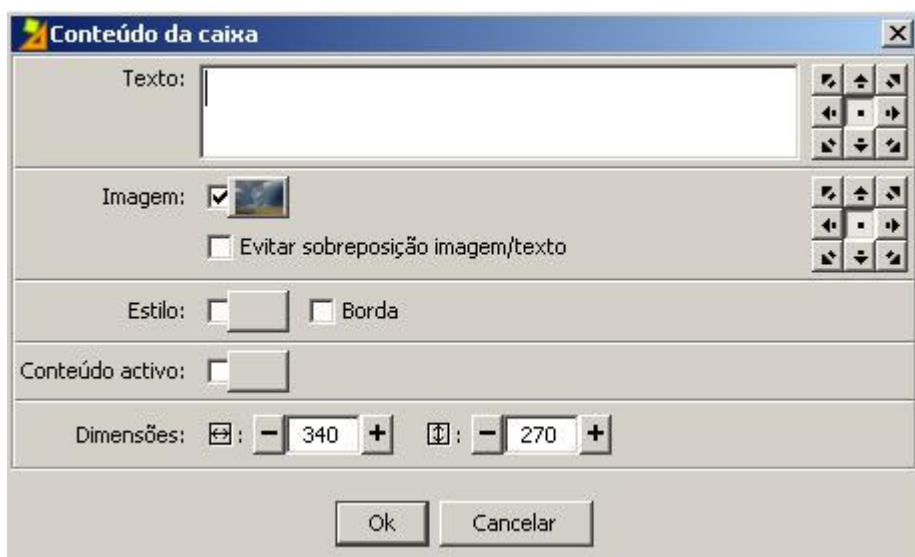 Conteúdo da caixa
Texto:
Imagem:
Evitar sobreposição imagem/texto
Estilo: Borda
Conteúdo activo:
Dimensões: : 340 : 270
Ok Cancelar